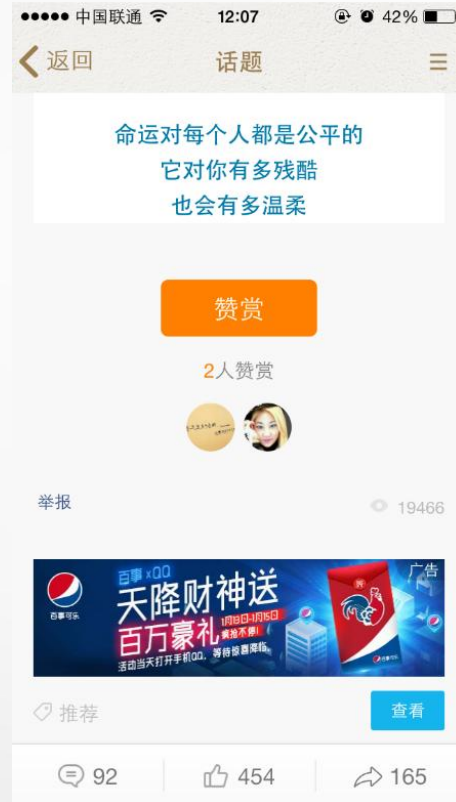 中国联通 12:07 42%
返回 话题
命运对每个人都是公平的
它对你有多残酷
也会有多温柔
赞赏
2人赞赏
举报 19466
广告
百事×QQ
天降财神送
百万豪礼
1月13日-1月15日
疯抢不停!
活动当天打开手机QQ，等待惊喜降临。
百事可乐
推荐 查看
92 454 165